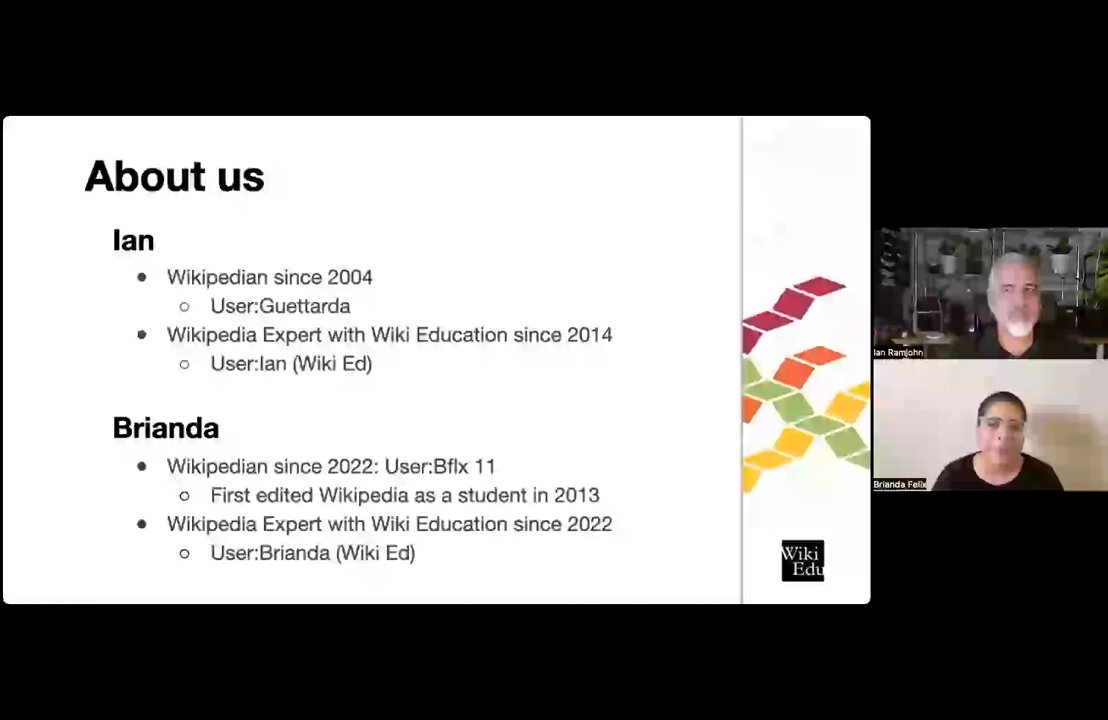 About us
Ian
• Wikipedian since 2004
○ User:Guettarda
• Wikipedia Expert with Wiki Education since 2014
○ User:Ian (Wiki Ed)
Brianda
• Wikipedian since 2022: User:Bflx 11
○ First edited Wikipedia as a student in 2013
• Wikipedia Expert with Wiki Education since 2022
○ User:Brianda (Wiki Ed)
Wiki
Edu
Ian Ramjohn
Brianda Felix